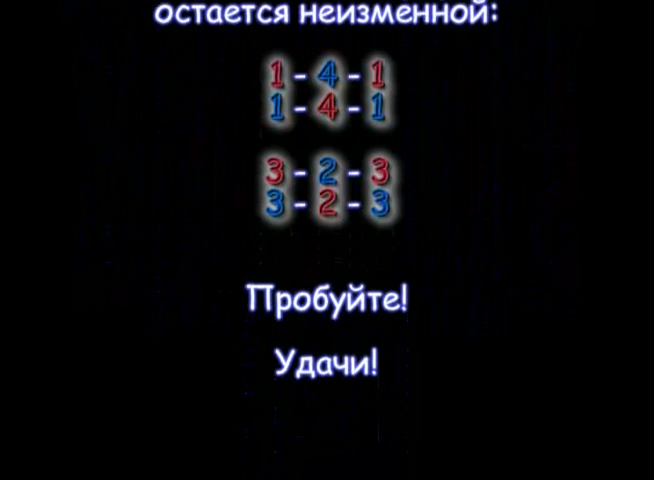 остается неизменной:
1 - 4 - 1
1 - 4 - 1
3 - 2 - 3
3 - 2 - 3
Пробуйте!
Удачи!